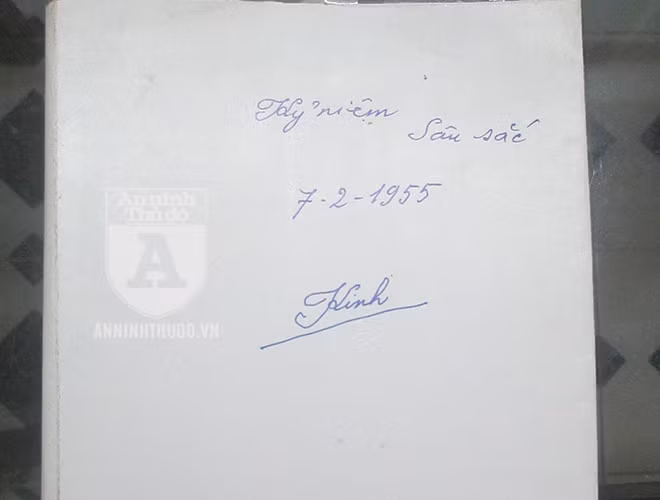 Kỷ niệm
Sâu sắc
7-2-1955
An ninh
Thủ đô
A
ANNINHTHUDO.VN
Kinh